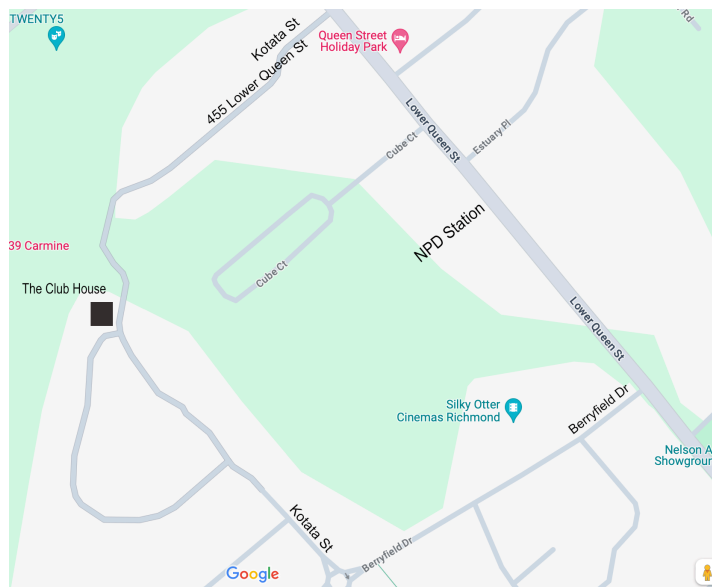 TWENTY5
Kotata St
455 Lower Queen St
Queen Street
Holiday Park
Rd
Lower Queen St
Cube Ct
Estuary Pl
NPD Station
39 Carmine
Cube Ct
The Club House
Lower Queen St
Silky Otter
Cinemas Richmond
Berryfield Dr
Nelson A
Showgroun
Kotata St
Berryfield Dr
Google